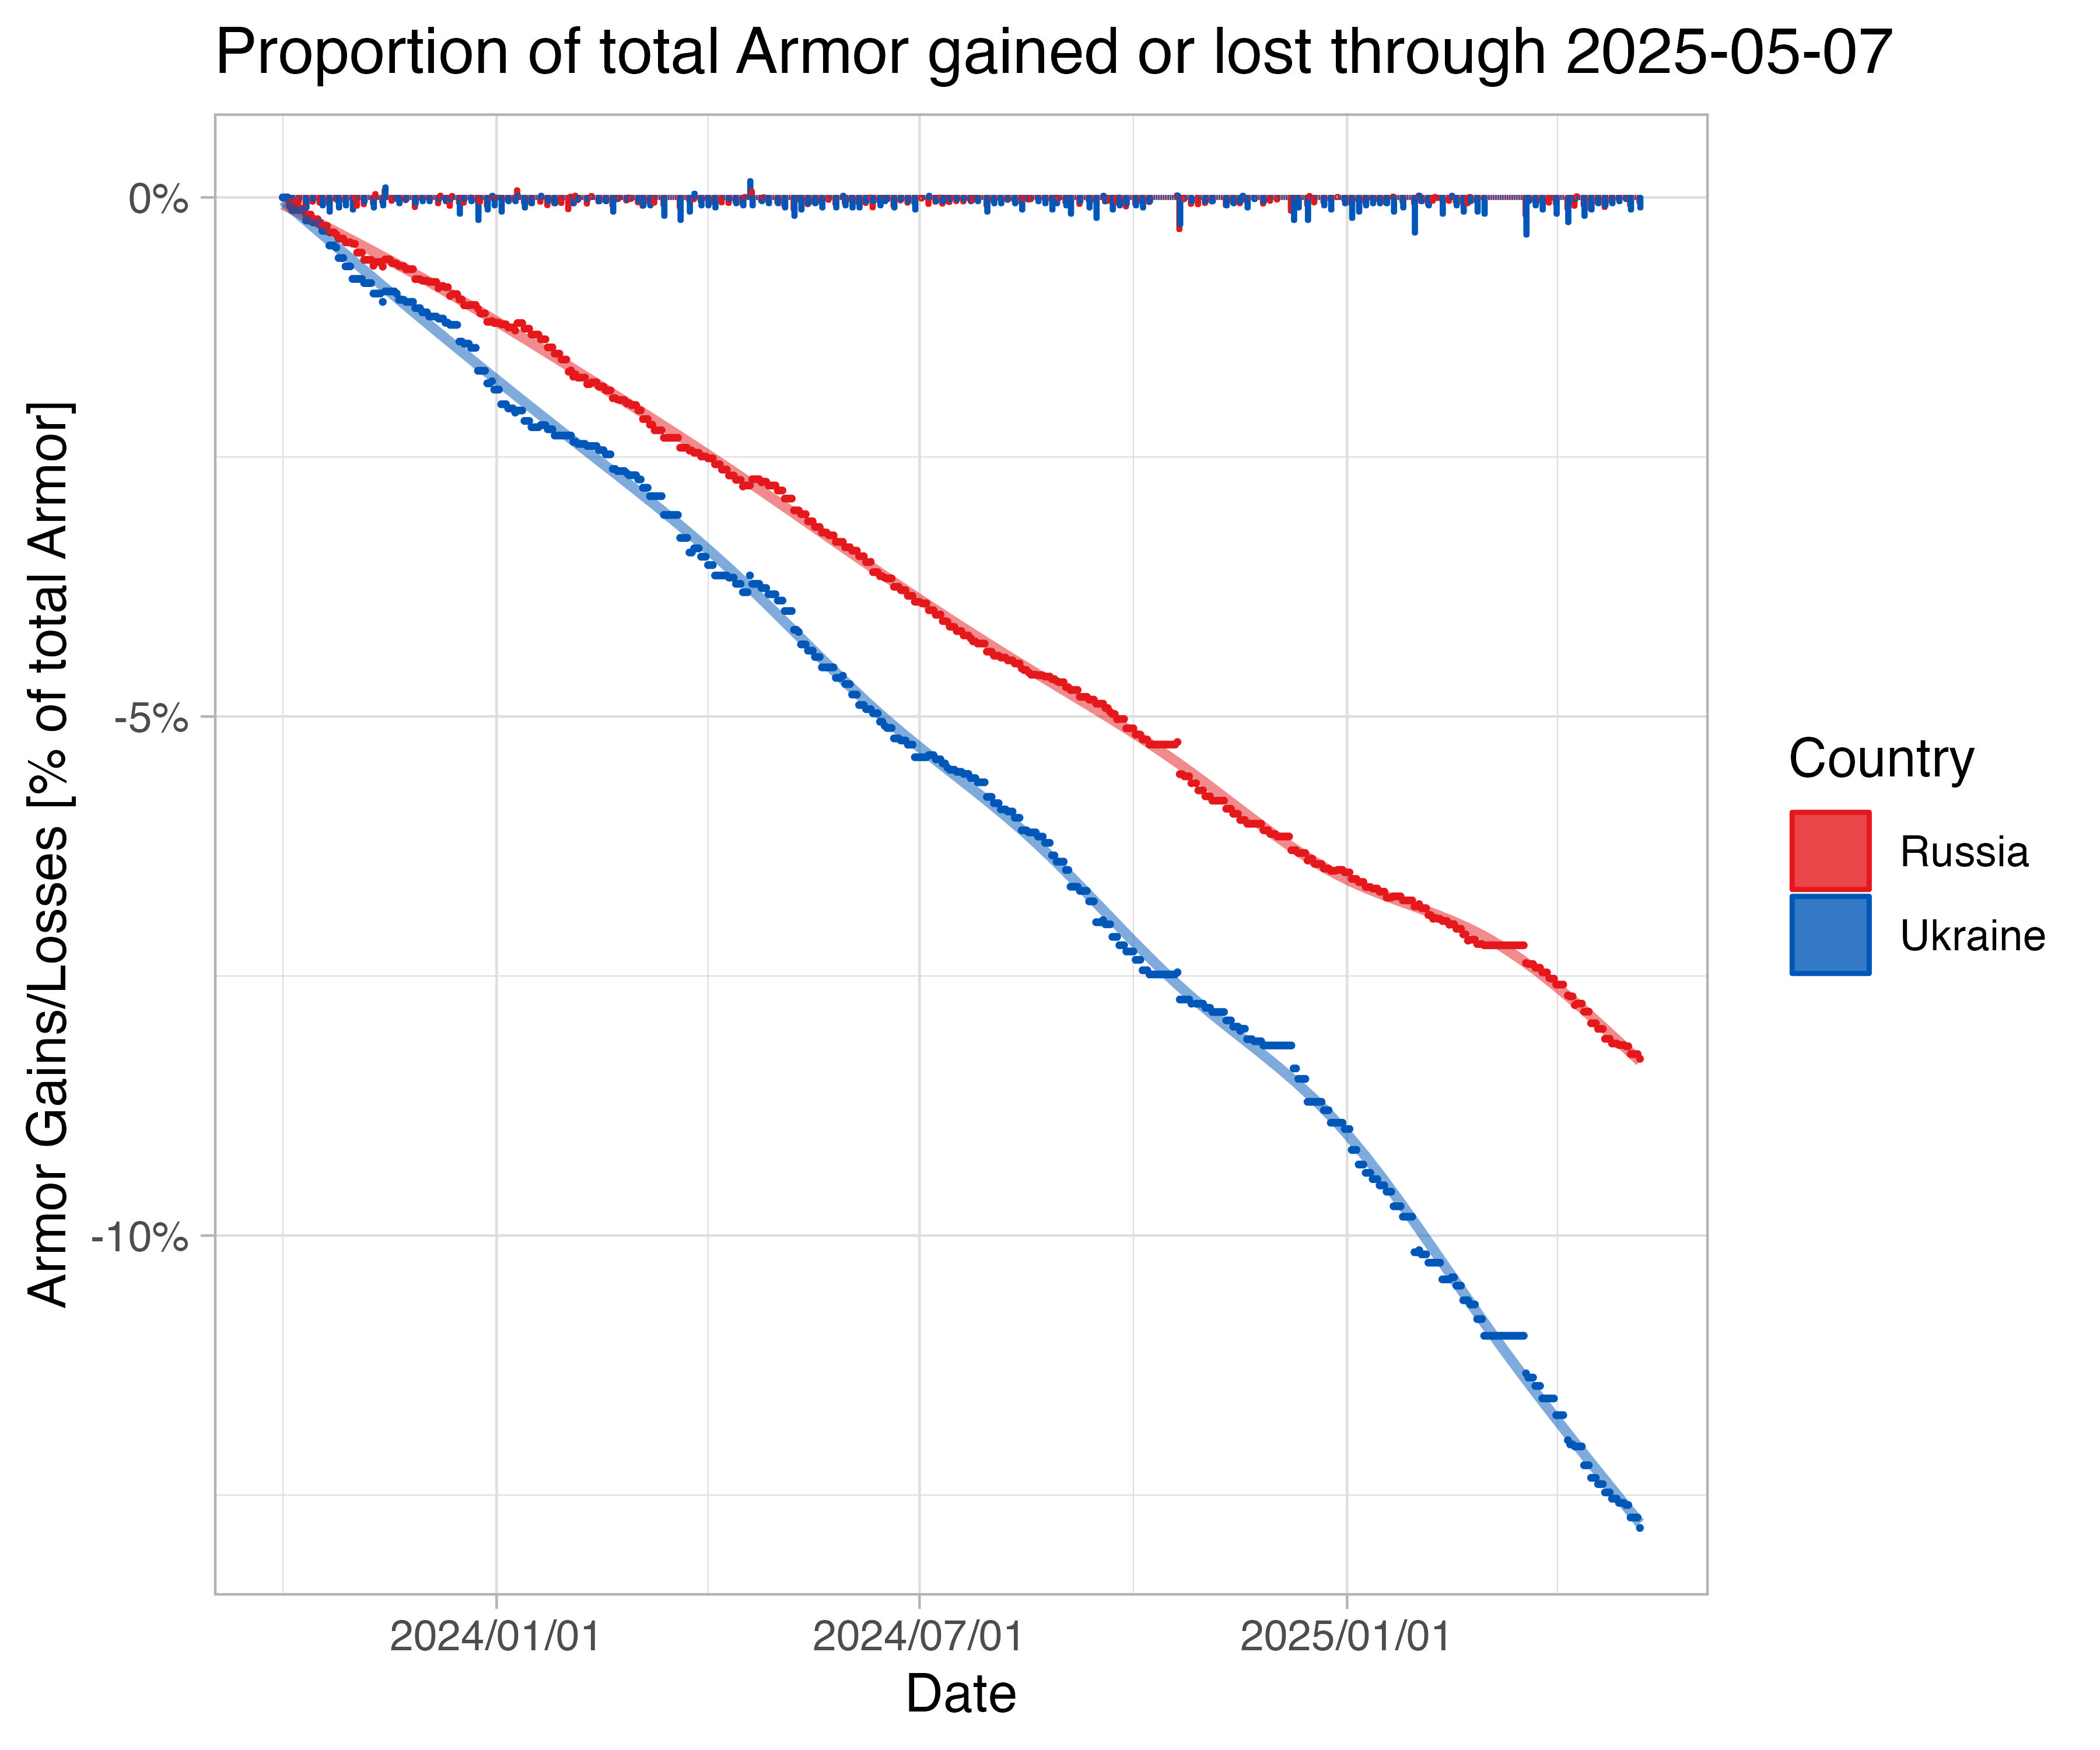 Proportion of total Armor gained or lost through 2025-05-07
Armor Gains/Losses [% of total Armor]
0%
-5%
-10%
2024/01/01
2024/07/01
2025/01/01
Date
Country
Russia
Ukraine